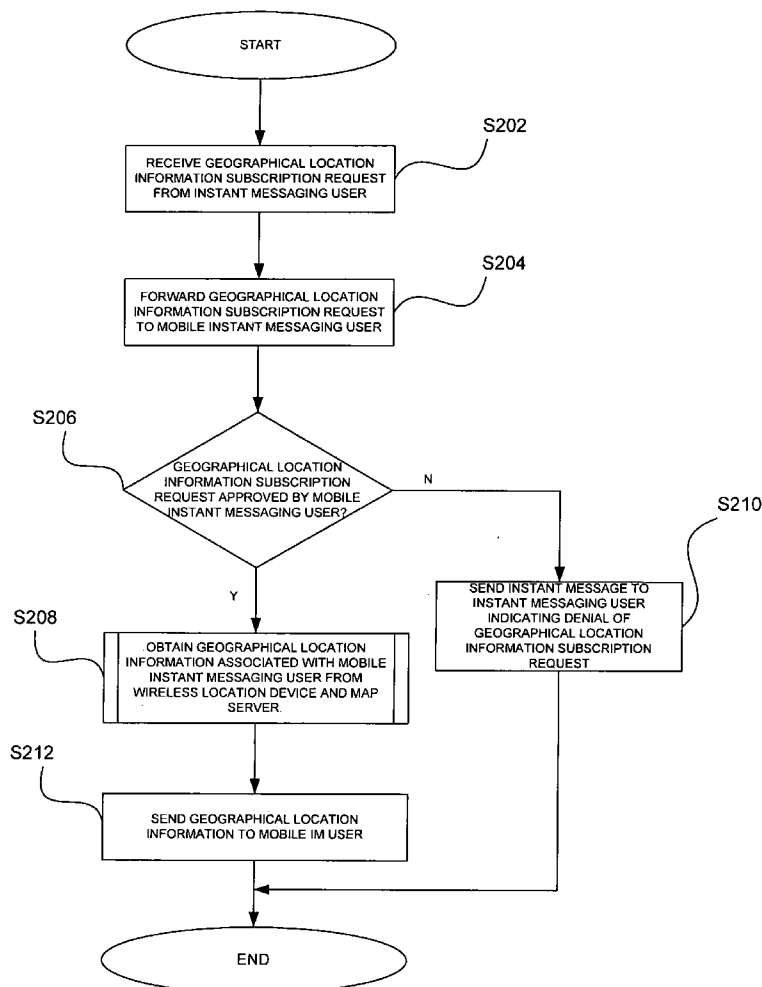 START
S202
RECEIVE GEOGRAPHICAL LOCATION
INFORMATION SUBSCRIPTION REQUEST
FROM INSTANT MESSAGING USER
S204
FORWARD GEOGRAPHICAL LOCATION
INFORMATION SUBSCRIPTION REQUEST
TO MOBILE INSTANT MESSAGING USER
S206
GEOGRAPHICAL LOCATION
INFORMATION SUBSCRIPTION
REQUEST APPROVED BY MOBILE
INSTANT MESSAGING USER?
N
S210
SEND INSTANT MESSAGE TO
INSTANT MESSAGING USER
INDICATING DENIAL OF
GEOGRAPHICAL LOCATION
INFORMATION SUBSCRIPTION
REQUEST
Y
S208
OBTAIN GEOGRAPHICAL LOCATION
INFORMATION ASSOCIATED WITH MOBILE
INSTANT MESSAGING USER FROM
WIRELESS LOCATION DEVICE AND MAP
SERVER.
S212
SEND GEOGRAPHICAL LOCATION
INFORMATION TO MOBILE IM USER
END